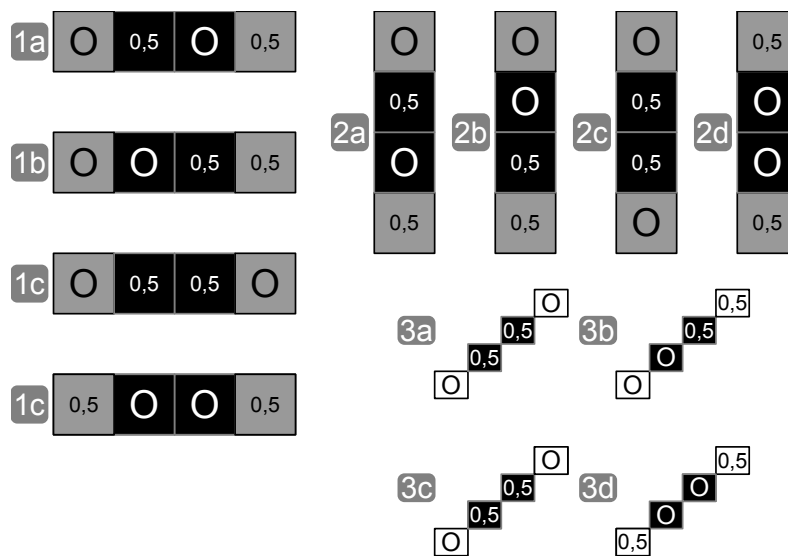 1a O 0,5 O 0,5
1b O O 0,5 0,5
1c O 0,5 0,5 O
1c 0,5 O O 0,5
2a O 0,5 O 0,5
2b O O 0,5 0,5
2c O 0,5 0,5 O
2d 0,5 O O 0,5
3a O 0,5 0,5 O
3b 0,5 0,5 O O
3c O 0,5 0,5 O
3d 0,5 O O 0,5